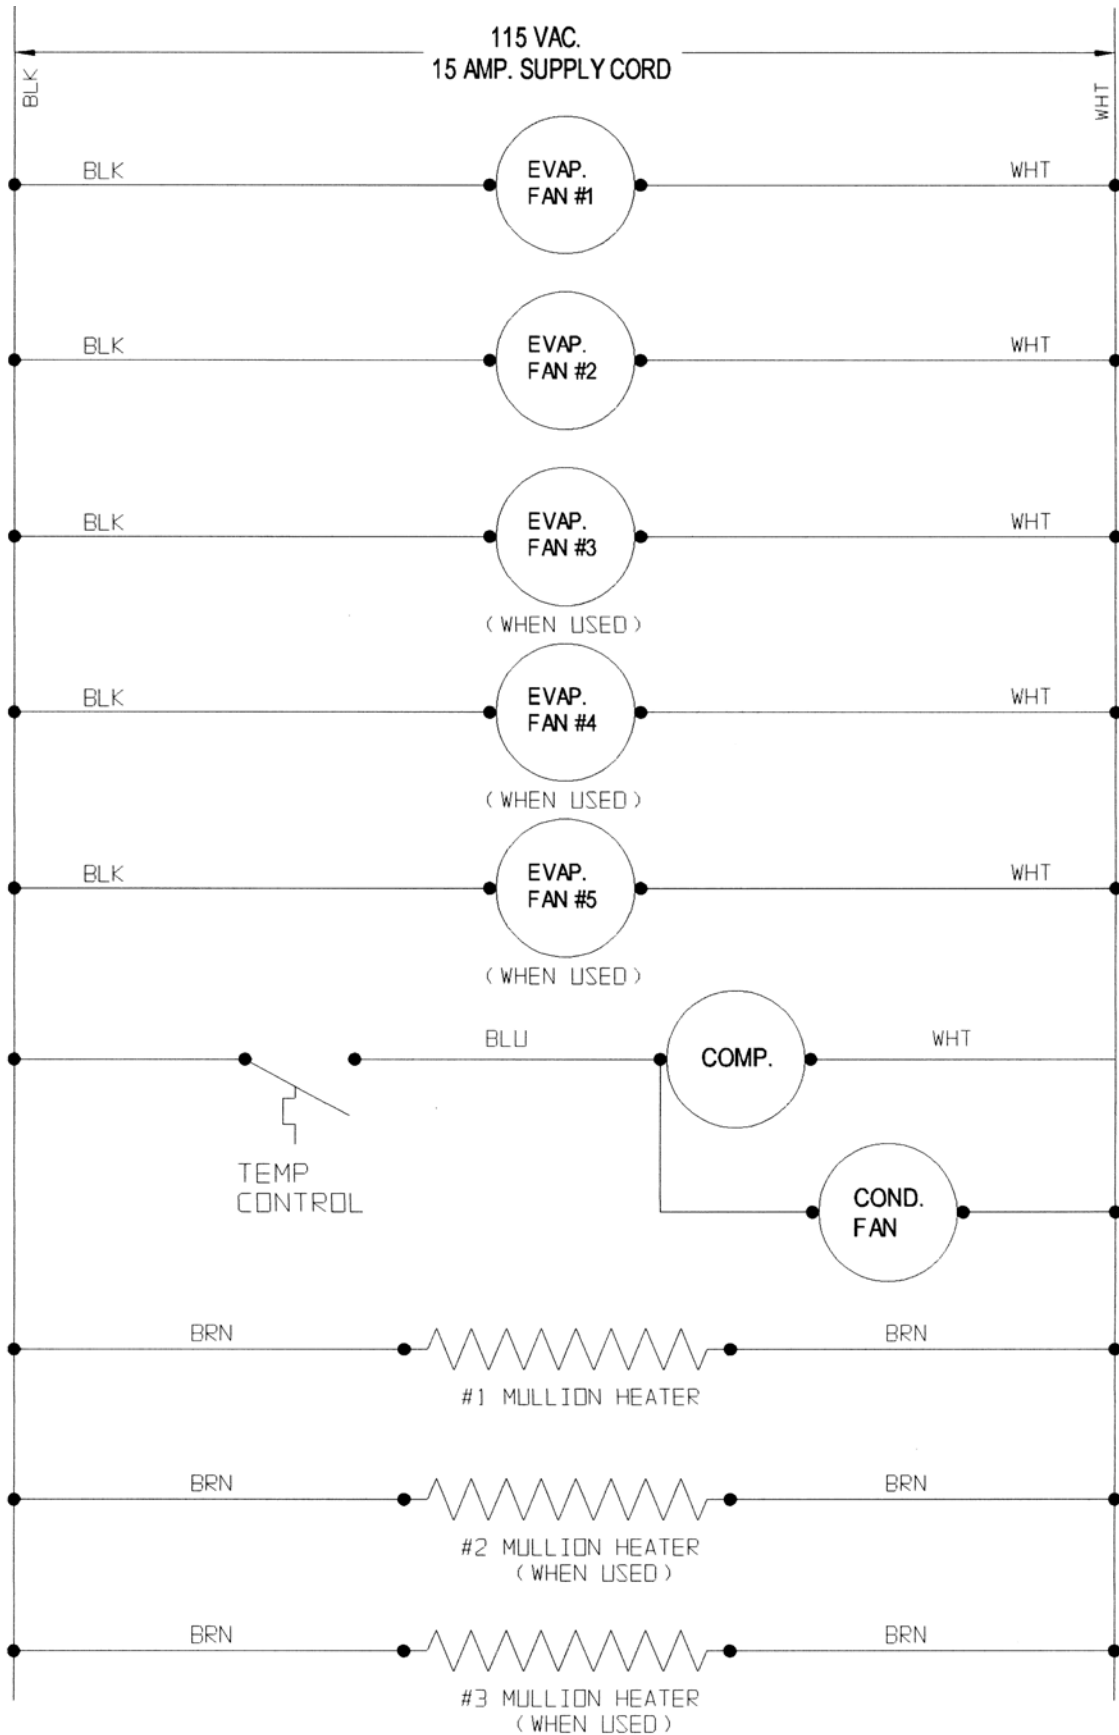 115 VAC.
15 AMP. SUPPLY CORD
BLK
WHT
BLK
EVAP.
FAN #1
WHT
BLK
EVAP.
FAN #2
WHT
BLK
EVAP.
FAN #3
WHT
(WHEN USED)
BLK
EVAP.
FAN #4
WHT
(WHEN USED)
BLK
EVAP.
FAN #5
WHT
(WHEN USED)
BLU
COMP.
WHT
TEMP
CONTROL
COND.
FAN
BRN
BRN
#1 MULLION HEATER
BRN
BRN
#2 MULLION HEATER
(WHEN USED)
BRN
BRN
#3 MULLION HEATER
(WHEN USED)